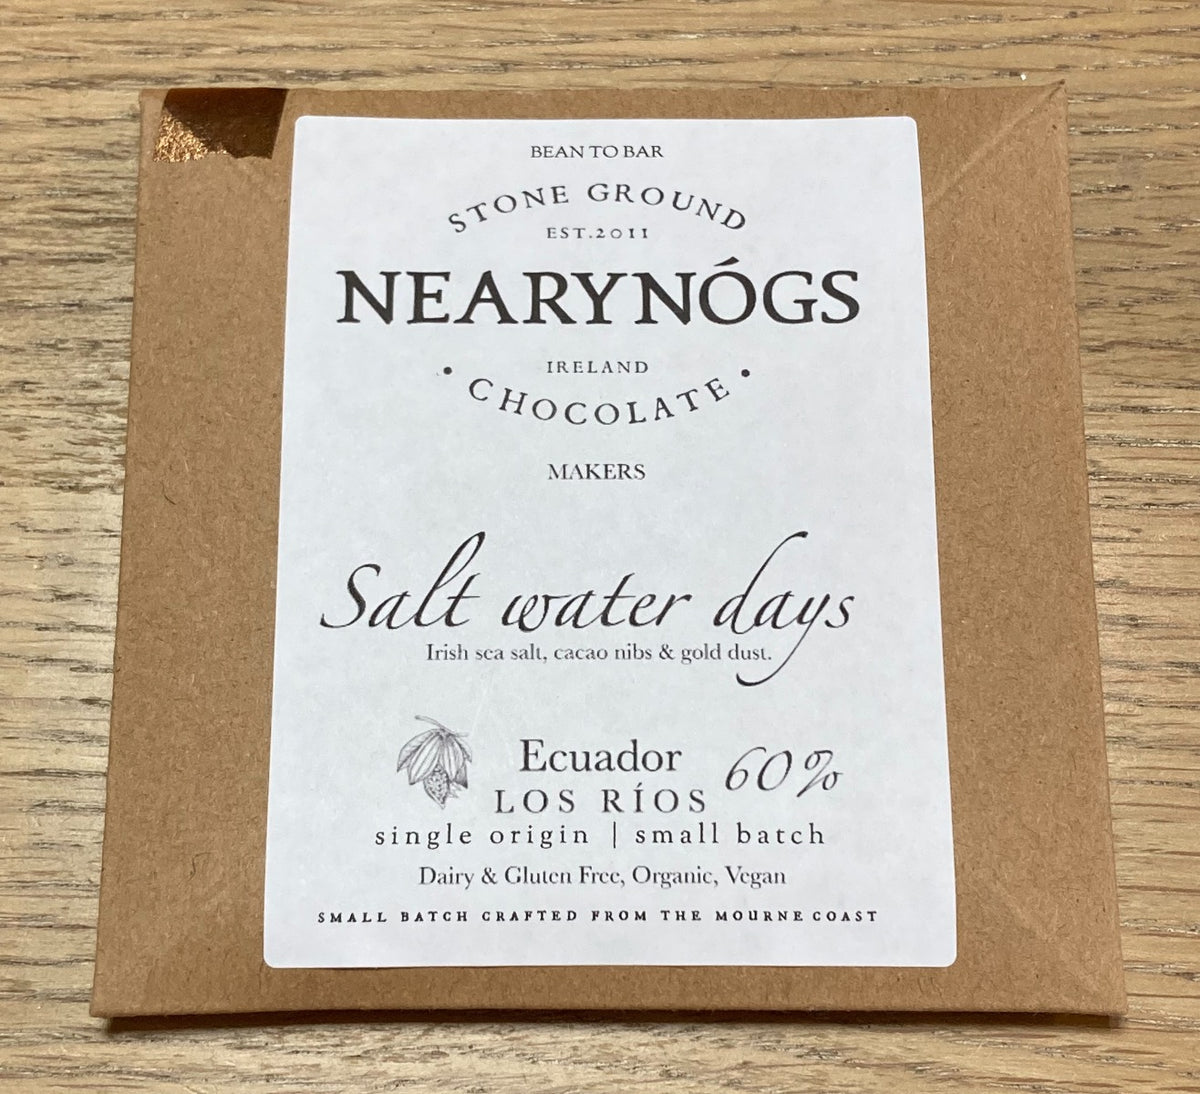 BEAN TO BAR
STONE GROUND
EST.2011
NEARYNÓGS
IRELAND
• CHOCOLATE •
MAKERS
Salt water days
Irish sea salt, cacao nibs & gold dust.
Ecuador 60%
LOS RÍOS
single origin | small batch
Dairy & Gluten Free, Organic, Vegan
SMALL BATCH CRAFTED FROM THE MOURNE COAST